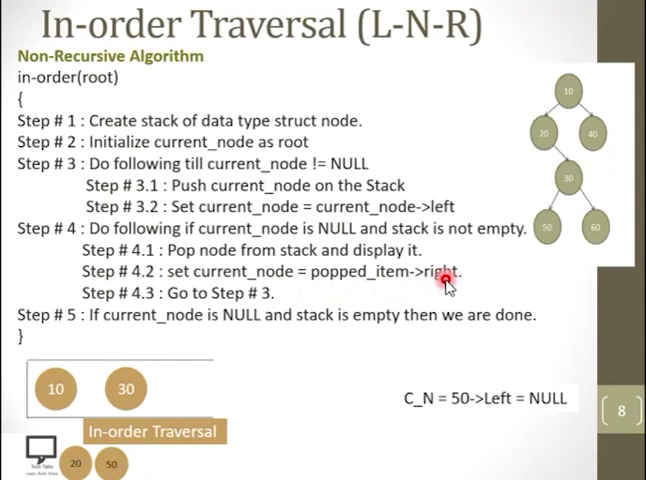 In-order Traversal (L-N-R)
Non-Recursive Algorithm
in-order(root)
{
Step # 1 : Create stack of data type struct node.
Step # 2 : Initialize current_node as root
Step # 3 : Do following till current_node != NULL
Step # 3.1 : Push current_node on the Stack
Step # 3.2 : Set current_node = current_node->left
Step # 4 : Do following if current_node is NULL and stack is not empty.
Step # 4.1 : Pop node from stack and display it.
Step # 4.2 : set current_node = popped_item->right.
Step # 4.3 : Go to Step # 3.
Step # 5 : If current_node is NULL and stack is empty then we are done.
}
10
20 40
30
50 60
10 30
C_N = 50->Left = NULL
8
In-order Traversal
20 50
Tech Talks